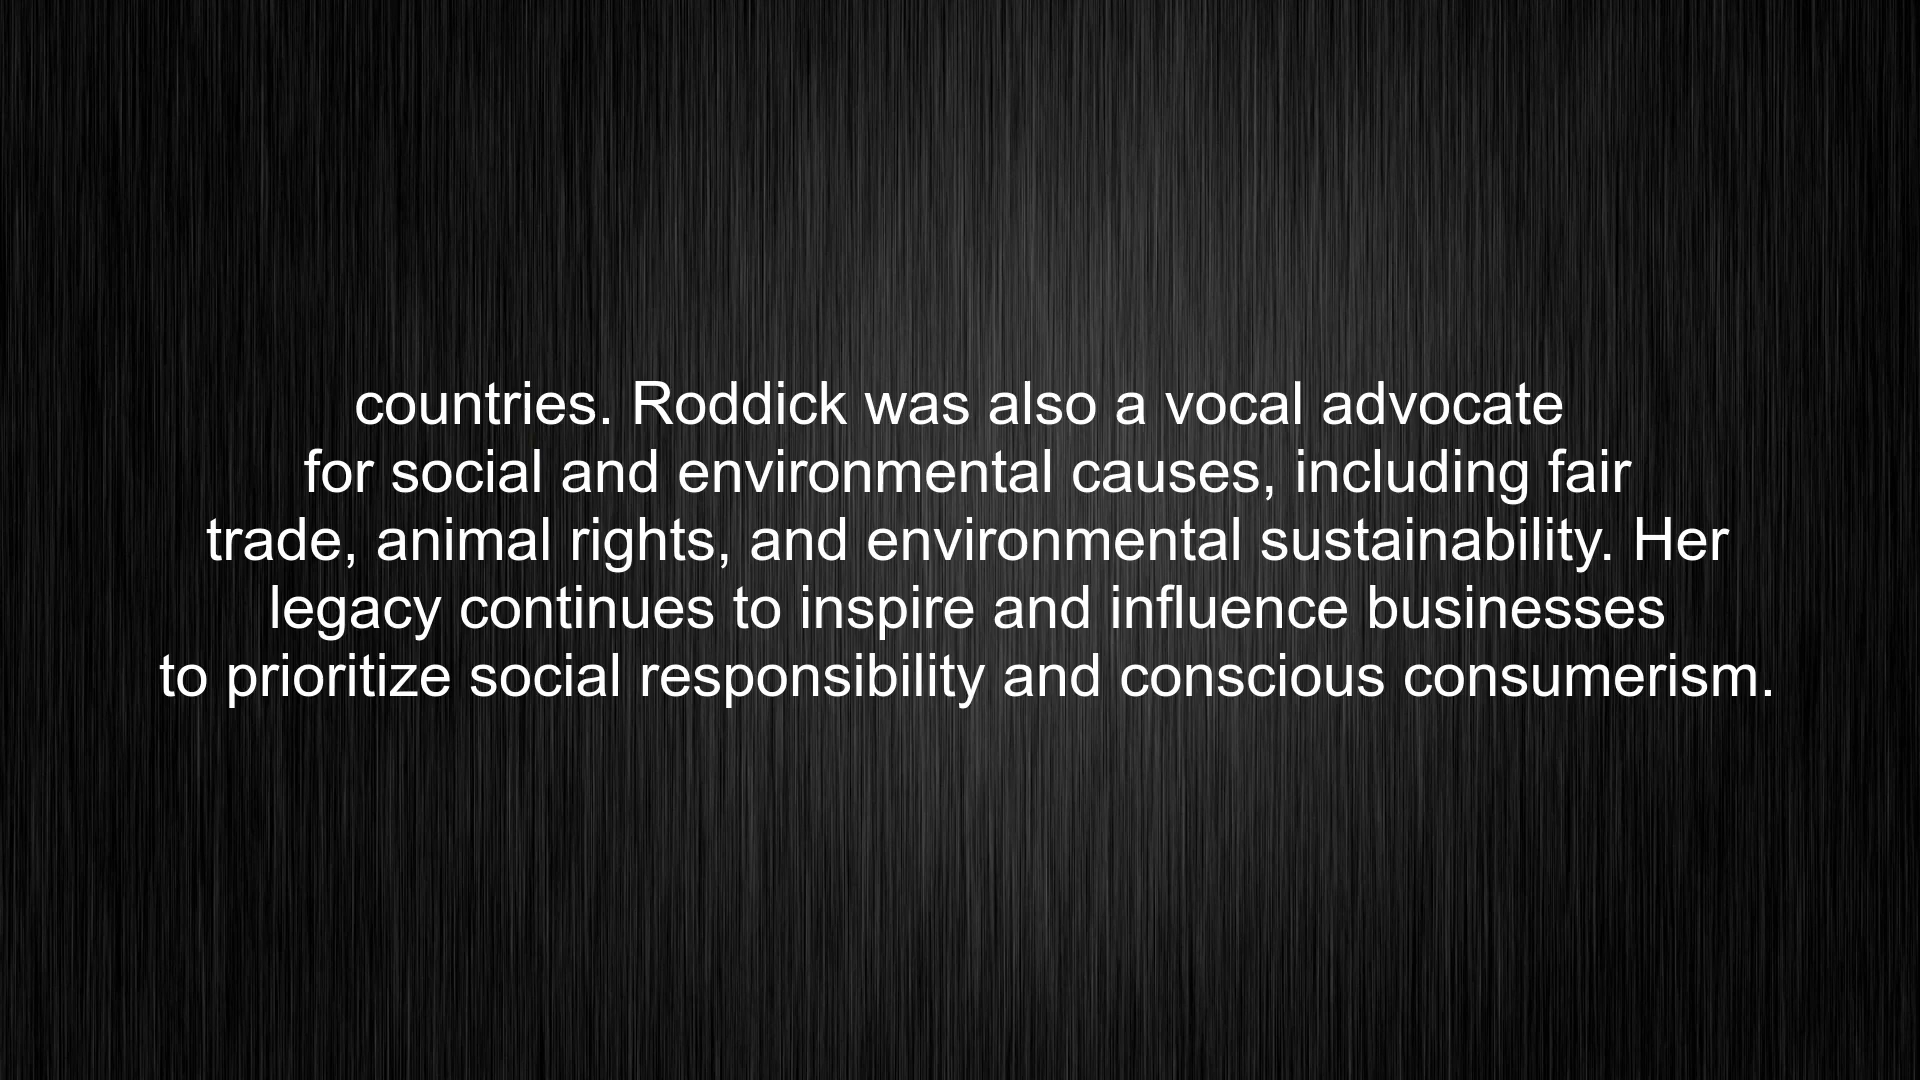 countries. Roddick was also a vocal advocate
for social and environmental causes, including fair
trade, animal rights, and environmental sustainability. Her
legacy continues to inspire and influence businesses
to prioritize social responsibility and conscious consumerism.